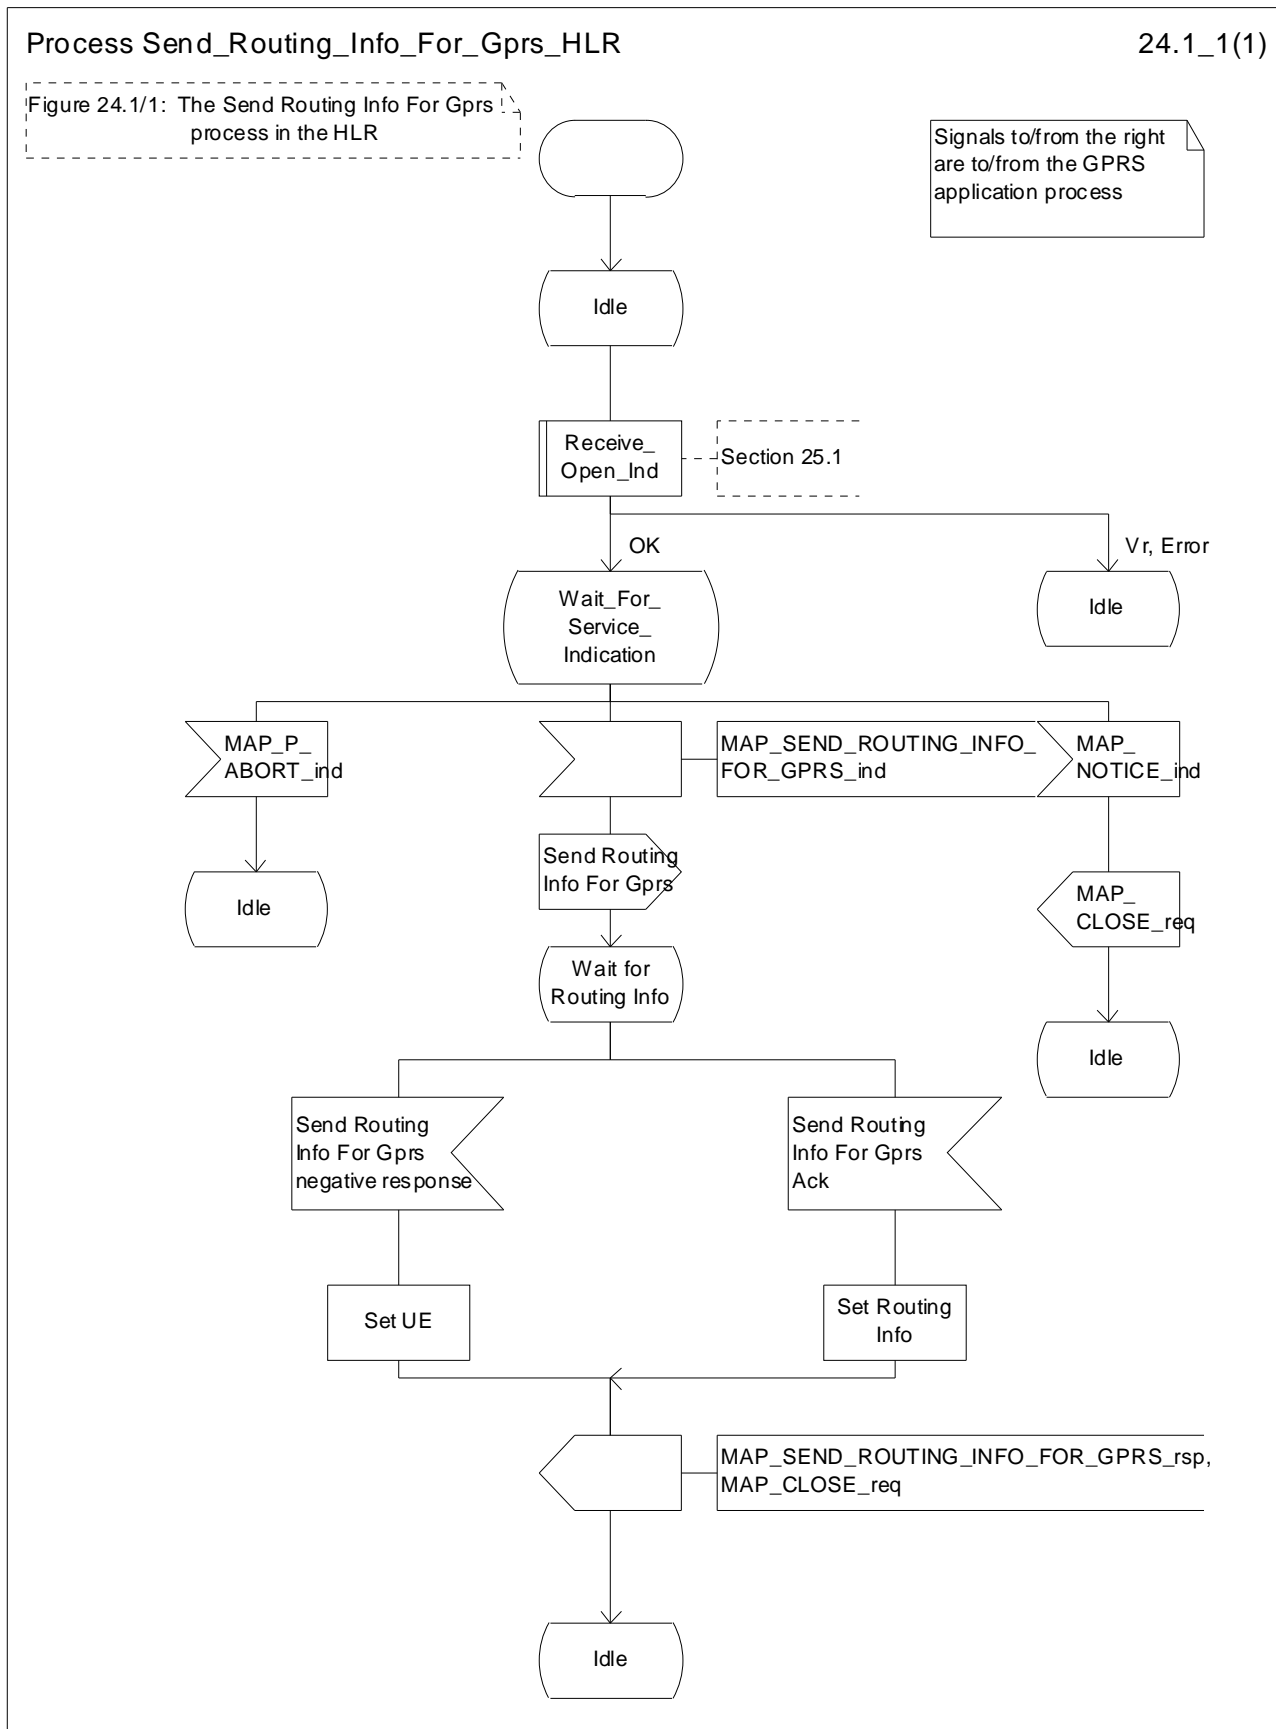 Process Send_Routing_Info_For_Gprs_HLR
24.1_1(1)
Figure 24.1/1: The Send Routing Info For Gprs
process in the HLR
Signals to/from the right
are to/from the GPRS
application process
Idle
Receive_
Open_Ind
Section 25.1
OK
Vr, Error
Wait_For_
Service_
Indication
Idle
MAP_P_
ABORT_ind
MAP_SEND_ROUTING_INFO_
FOR_GPRS_ind
MAP_
NOTICE_ind
Send Routing
Info For Gprs
Idle
MAP_
CLOSE_req
Wait for
Routing Info
Idle
Send Routing
Info For Gprs
negative response
Send Routing
Info For Gprs
Ack
Set UE
Set Routing
Info
MAP_SEND_ROUTING_INFO_FOR_GPRS_rsp,
MAP_CLOSE_req
Idle